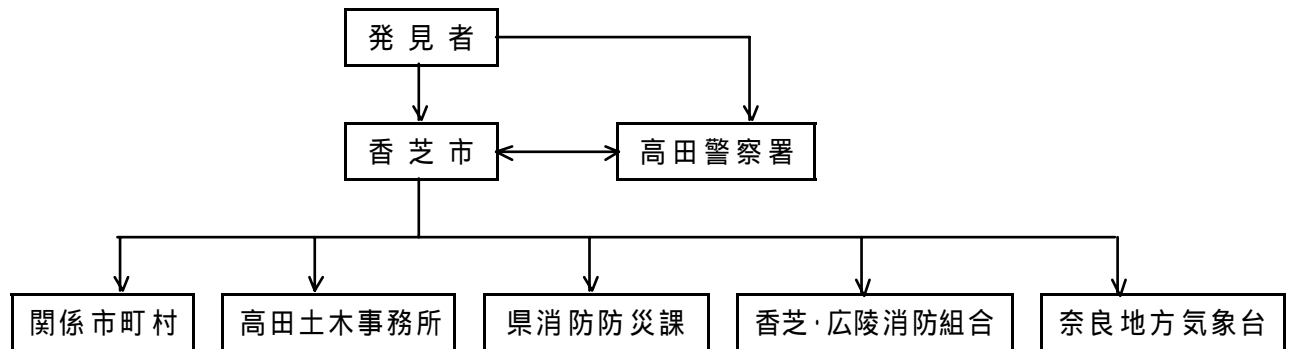 発見者
香芝市
高田警察署
関係市町村
高田土木事務所
県消防防災課
香芝・広陵消防組合
奈良地方気象台